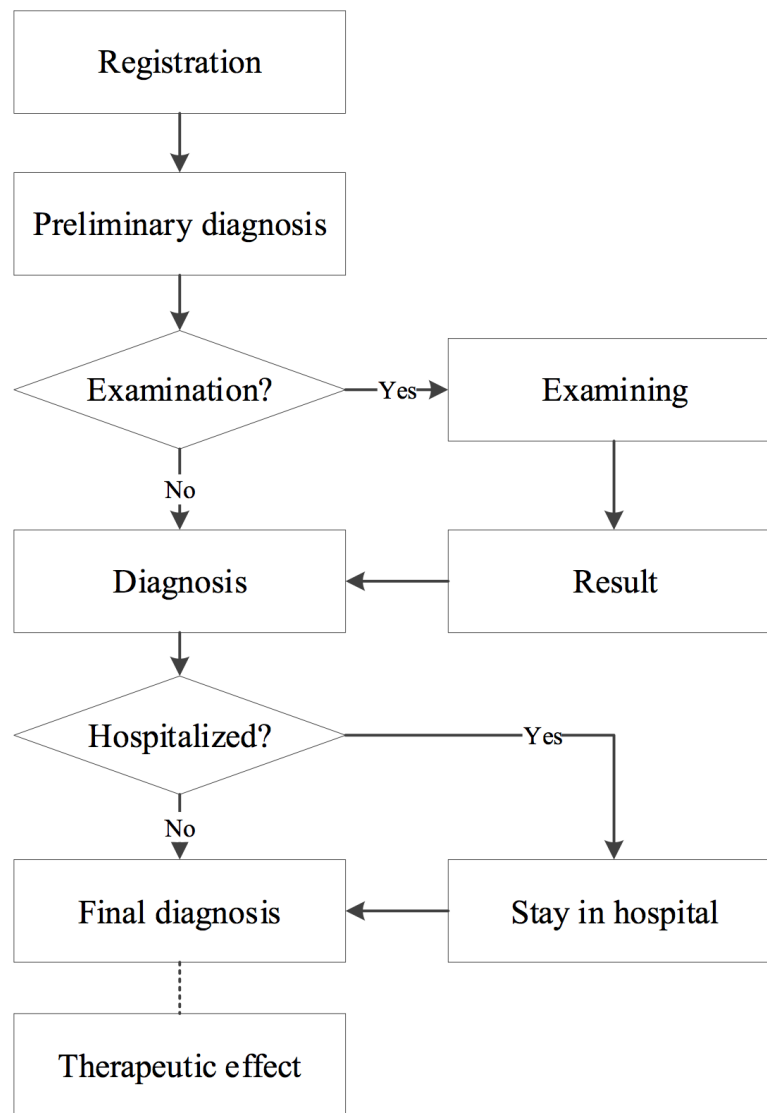 Registration
Preliminary diagnosis
Examination?
Yes
Examining
No
Diagnosis
Result
Hospitalized?
Yes
No
Final diagnosis
Stay in hospital
Therapeutic effect